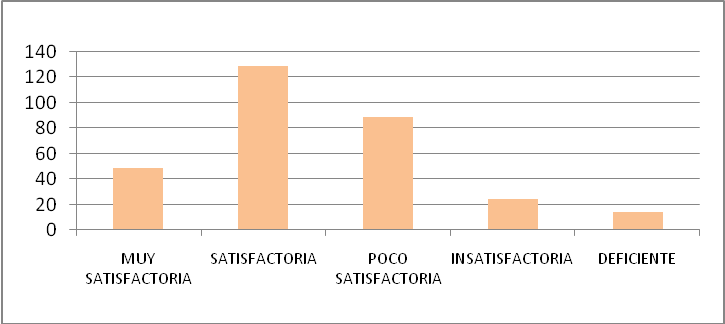 140
120
100
80
60
40
20
0
MUY SATISFACTORIA
SATISFACTORIA
POCO SATISFACTORIA
INSATISFACTORIA
DEFICIENTE